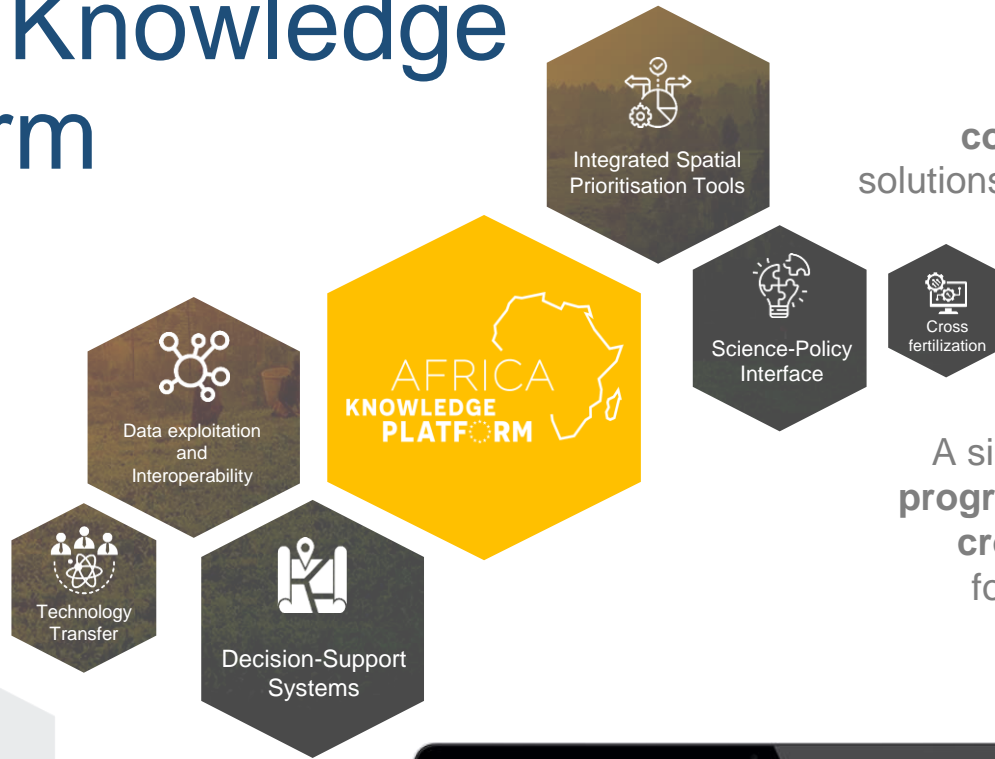 Knowledge
rm
Integrated Spatial
Prioritisation Tools
co
solutions
Science-Policy
Interface
Cross
fertilization
AFRICA
KNOWLEDGE
PLATFORM
Data exploitation
and
Interoperability
A si
progr
cre
fo
Technology
Transfer
Decision-Support
Systems